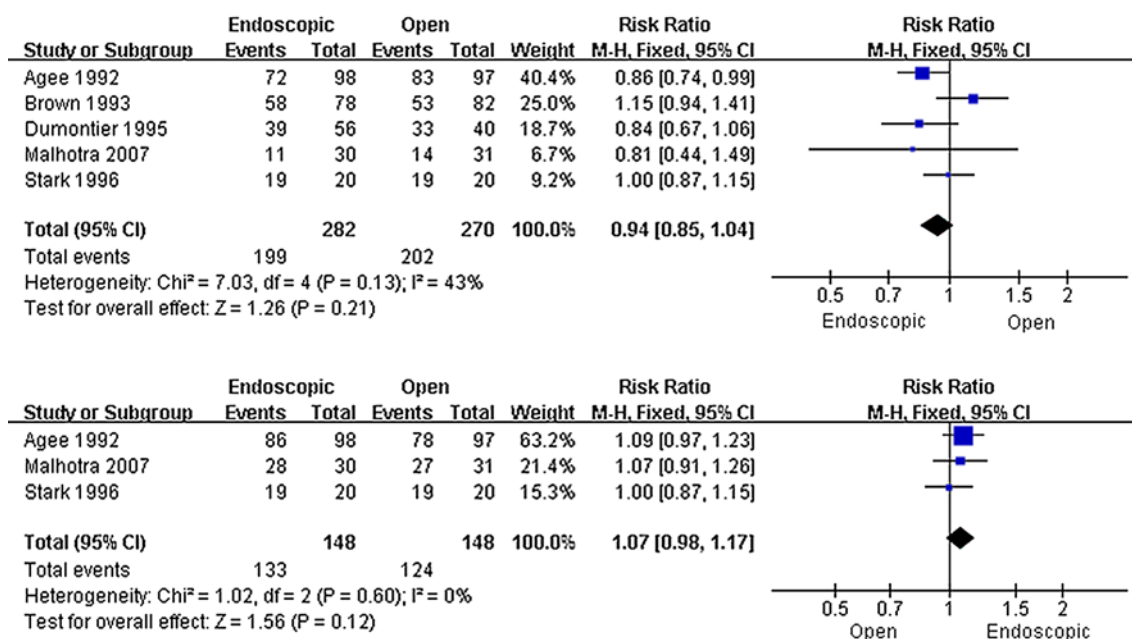 Endoscopic Open Risk Ratio Risk Ratio
Study or Subgroup Events Total Events Total Weight M-H, Fixed, 95% CI M-H, Fixed, 95% CI
Agee 1992 72 98 83 97 40.4% 0.86 [0.74, 0.99]
Brown 1993 58 78 53 82 25.0% 1.15 [0.94, 1.41]
Dumontier 1995 39 56 33 40 18.7% 0.84 [0.67, 1.06]
Malhotra 2007 11 30 14 31 6.7% 0.81 [0.44, 1.49]
Stark 1996 19 20 19 20 9.2% 1.00 [0.87, 1.15]
Total (95% CI) 282 270 100.0% 0.94 [0.85, 1.04]
Total events 199 202
Heterogeneity: Chi² = 7.03, df = 4 (P = 0.13); I² = 43%
Test for overall effect: Z = 1.26 (P = 0.21)
0.5 0.7 1 1.5 2
Endoscopic Open
Endoscopic Open Risk Ratio Risk Ratio
Study or Subgroup Events Total Events Total Weight M-H, Fixed, 95% CI M-H, Fixed, 95% CI
Agee 1992 86 98 78 97 63.2% 1.09 [0.97, 1.23]
Malhotra 2007 28 30 27 31 21.4% 1.07 [0.91, 1.26]
Stark 1996 19 20 19 20 15.3% 1.00 [0.87, 1.15]
Total (95% CI) 148 148 100.0% 1.07 [0.98, 1.17]
Total events 133 124
Heterogeneity: Chi² = 1.02, df = 2 (P = 0.60); I² = 0%
Test for overall effect: Z = 1.56 (P = 0.12)
0.5 0.7 1 1.5 2
Open Endoscopic